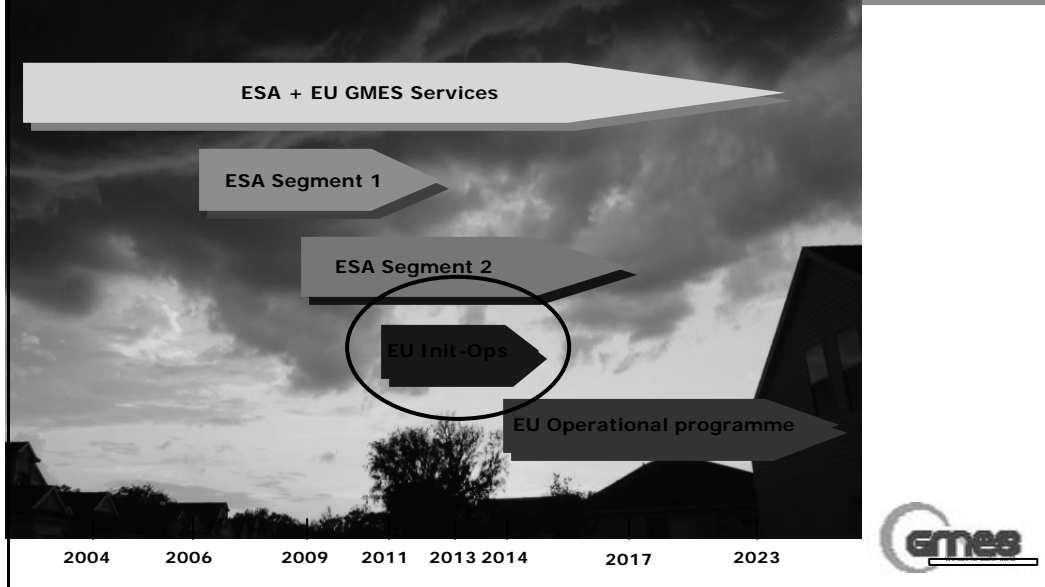 ESA + EU GMES Services
ESA Segment 1
ESA Segment 2
EU Init-Ops
EU Operational programme
2004 2006 2009 2011 2013 2014 2017 2023
Gmes